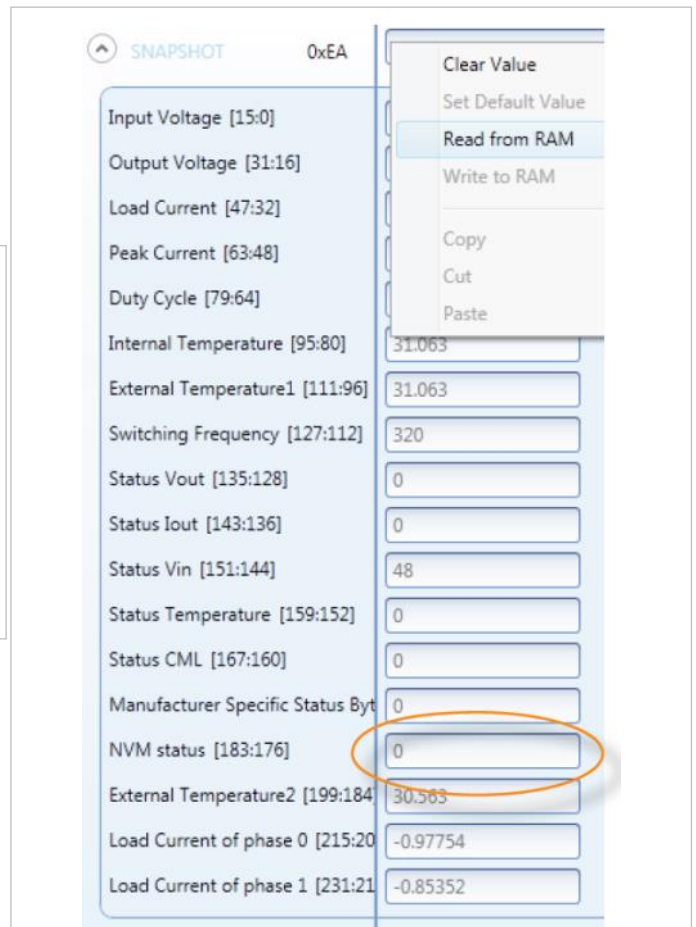 SNAPSHOT 0xEA
Clear Value
Set Default Value
Read from RAM
Write to RAM
Copy
Cut
Paste
Input Voltage [15:0]
Output Voltage [31:16]
Load Current [47:32]
Peak Current [63:48]
Duty Cycle [79:64]
Internal Temperature [95:80] 31.063
External Temperature1 [111:96] 31.063
Switching Frequency [127:112] 320
Status Vout [135:128] 0
Status Iout [143:136] 0
Status Vin [151:144] 48
Status Temperature [159:152] 0
Status CML [167:160] 0
Manufacturer Specific Status Byt 0
NVM status [183:176] 0
External Temperature2 [199:184 30.563
Load Current of phase 0 [215:20 -0.97754
Load Current of phase 1 [231:21 -0.85352